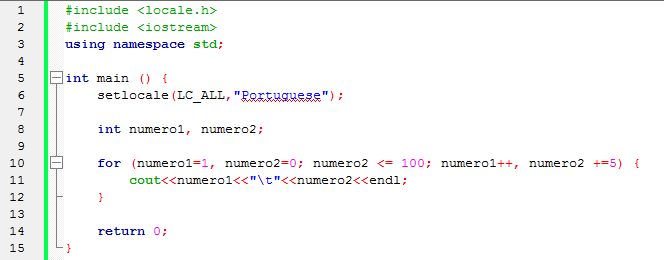 1 #include <locale.h>
2 #include <iostream>
3 using namespace std;
4
5 int main () {
6 setlocale(LC_ALL,"Portuguese");
7
8 int numero1, numero2;
9
10 for (numero1=1, numero2=0; numero2 <= 100; numero1++, numero2 +=5) {
11 cout<<numero1<<"\t"<<numero2<<endl;
12 }
13
14 return 0;
15 }